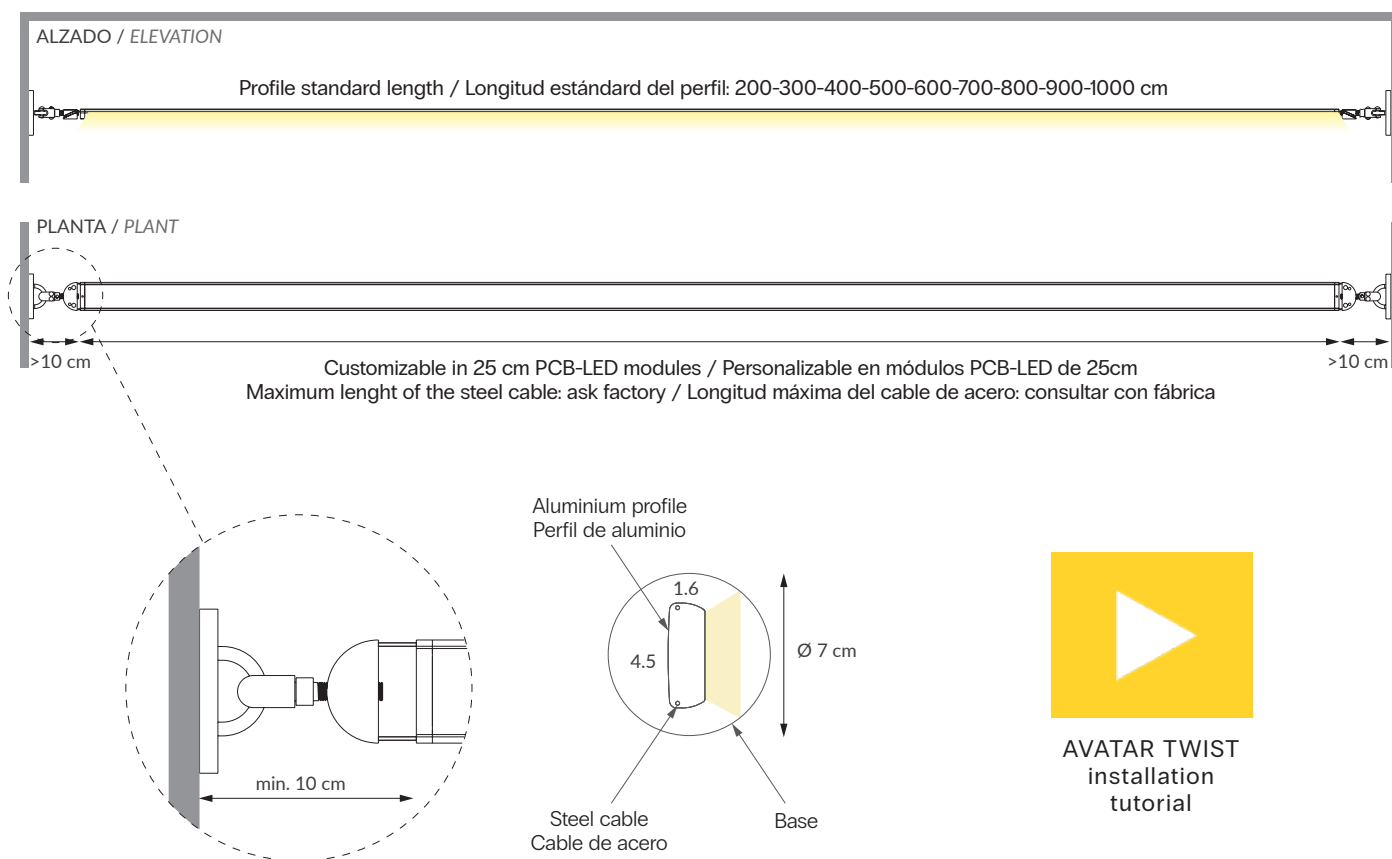 ALZADO / ELEVATION
Profile standard length / Longitud estándard del perfil: 200-300-400-500-600-700-800-900-1000 cm
PLANTA / PLANT
>10 cm
>10 cm
Customizable in 25 cm PCB-LED modules / Personalizable en módulos PCB-LED de 25cm
Maximum lenght of the steel cable: ask factory / Longitud máxima del cable de acero: consultar con fábrica
min. 10 cm
Aluminium profile
Perfil de aluminio
1.6
4.5
Ø 7 cm
Steel cable
Cable de acero
Base
AVATAR TWIST
installation
tutorial